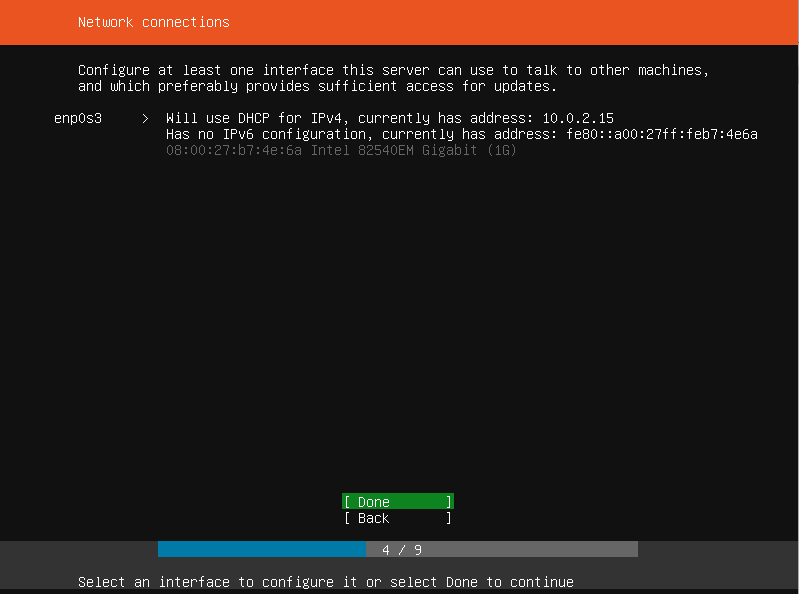 Network connections
Configure at least one interface this server can use to talk to other machines,
and which preferably provides sufficient access for updates.
enp0s3 > Will use DHCP for IPv4, currently has address: 10.0.2.15
Has no IPv6 configuration, currently has address: fe80::a00:27ff:feb7:4e6a
08:00:27:b7:4e:6a Intel 82540EM Gigabit (1G)
[ Done ]
[ Back ]
4 / 9
Select an interface to configure it or select Done to continue